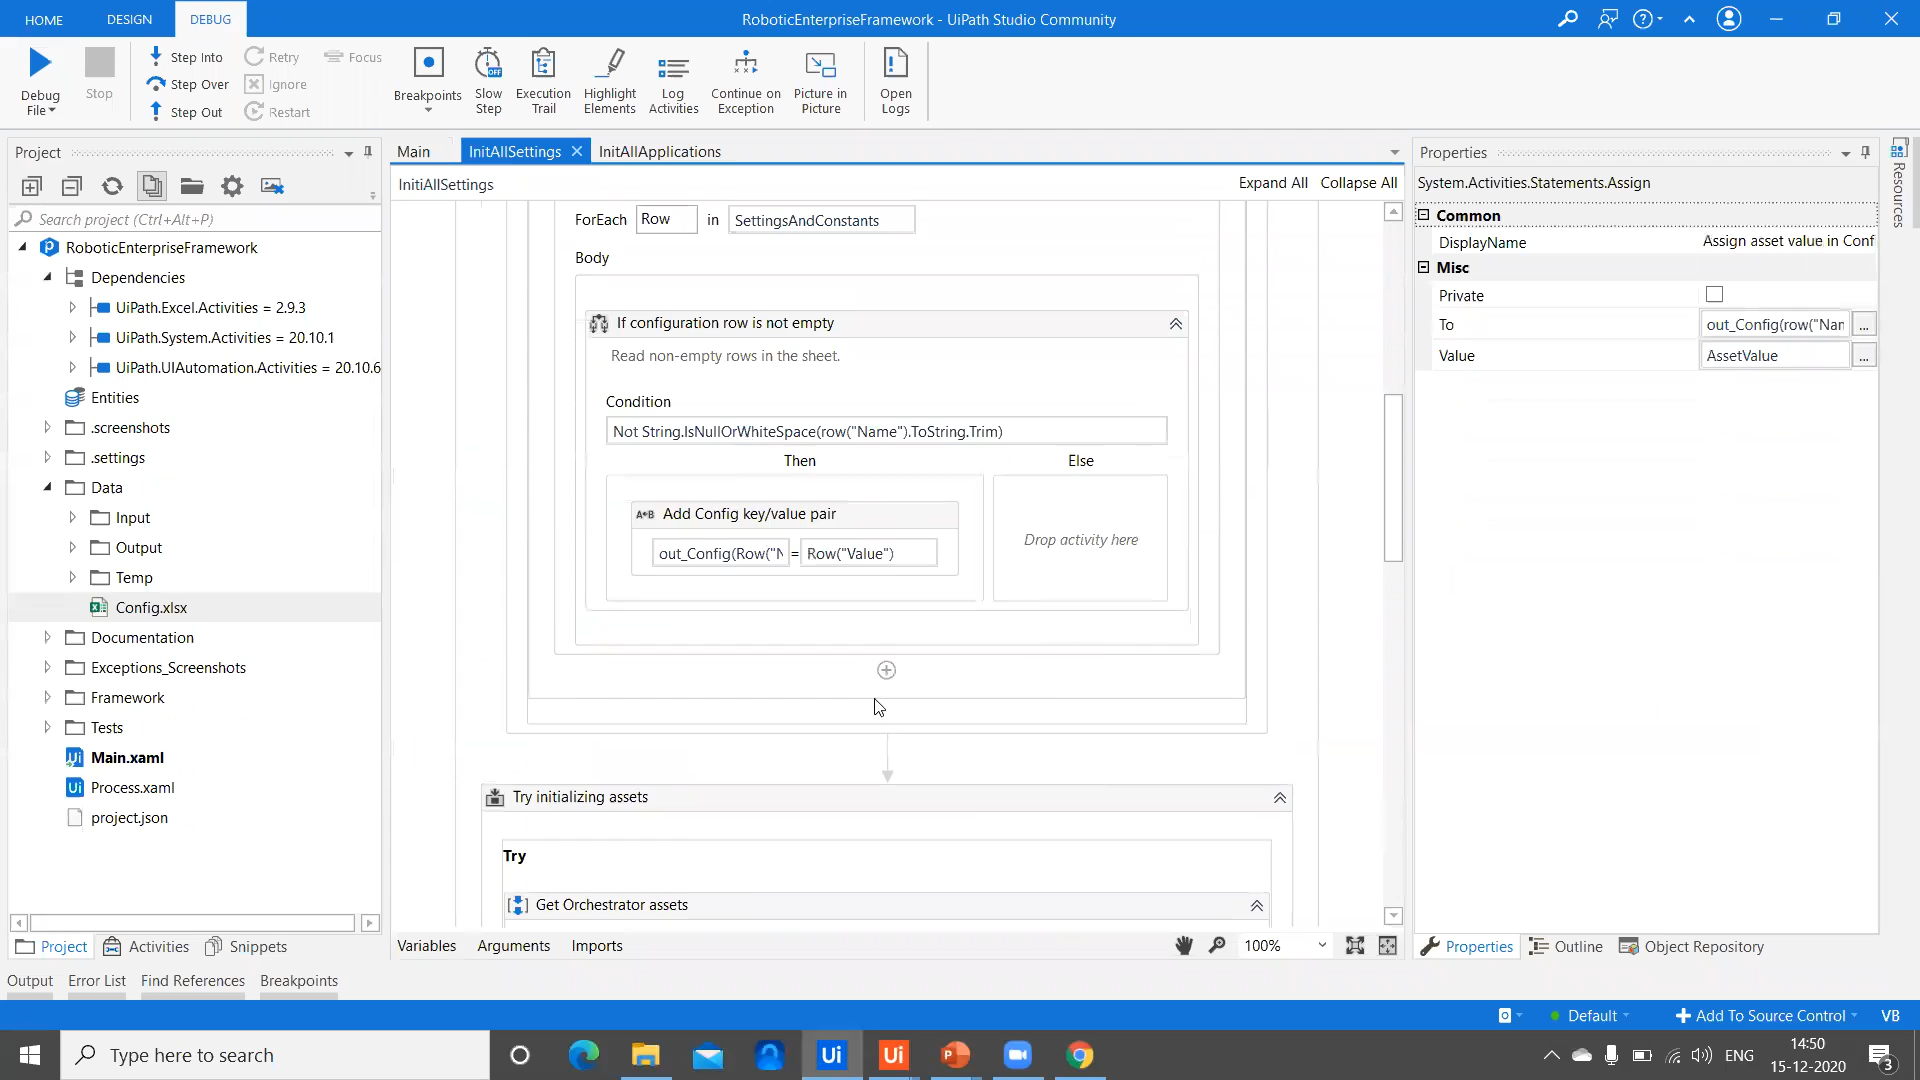 HOME DESIGN DEBUG RoboticEnterpriseFramework - UiPath Studio Community
Debug File Stop
Step Into
Step Over
Step Out
Retry
Ignore
Restart
Focus
Breakpoints
Slow Step
Execution Trail
Highlight Elements
Log Activities
Continue on Exception
Picture in Picture
Open Logs
Project
Search project (Ctrl+Alt+P)
RoboticEnterpriseFramework
Dependencies
UiPath.Excel.Activities = 2.9.3
UiPath.System.Activities = 20.10.1
UiPath.UIAutomation.Activities = 20.10.6
Entities
.screenshots
.settings
Data
Input
Output
Temp
Config.xlsx
Documentation
Exceptions_Screenshots
Framework
Tests
Main.xaml
Process.xaml
project.json
Project Activities Snippets
Main InitAllSettings InitAllApplications
InitiAllSettings Expand All Collapse All
ForEach Row in SettingsAndConstants
Body
If configuration row is not empty
Read non-empty rows in the sheet.
Condition
Not String.IsNullOrWhiteSpace(row("Name").ToString.Trim)
Then Else
Add Config key/value pair
out_Config(Row("N = Row("Value")
Drop activity here
Try initializing assets
Try
Get Orchestrator assets
Variables Arguments Imports 100%
Properties
System.Activities.Statements.Assign
Common
DisplayName Assign asset value in Conf
Misc
Private
To out_Config(row("Nan ...
Value AssetValue ...
Properties Outline Object Repository
Resources
Output Error List Find References Breakpoints
Default Add To Source Control VB
Type here to search
Ui Ui
ENG
14:50
15-12-2020
3